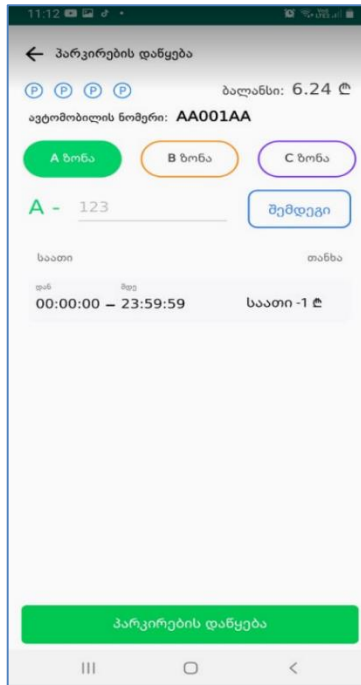 11:12
პარკირების დაწყება
P P P P ბალანსი: 6.24 ₾
ავტომობილის ნომერი: AA001AA
A ზონა B ზონა C ზონა
A - 123 შემდეგი
საათი თანხა
დან მდე
00:00:00 – 23:59:59 საათი -1 ₾
პარკირების დაწყება